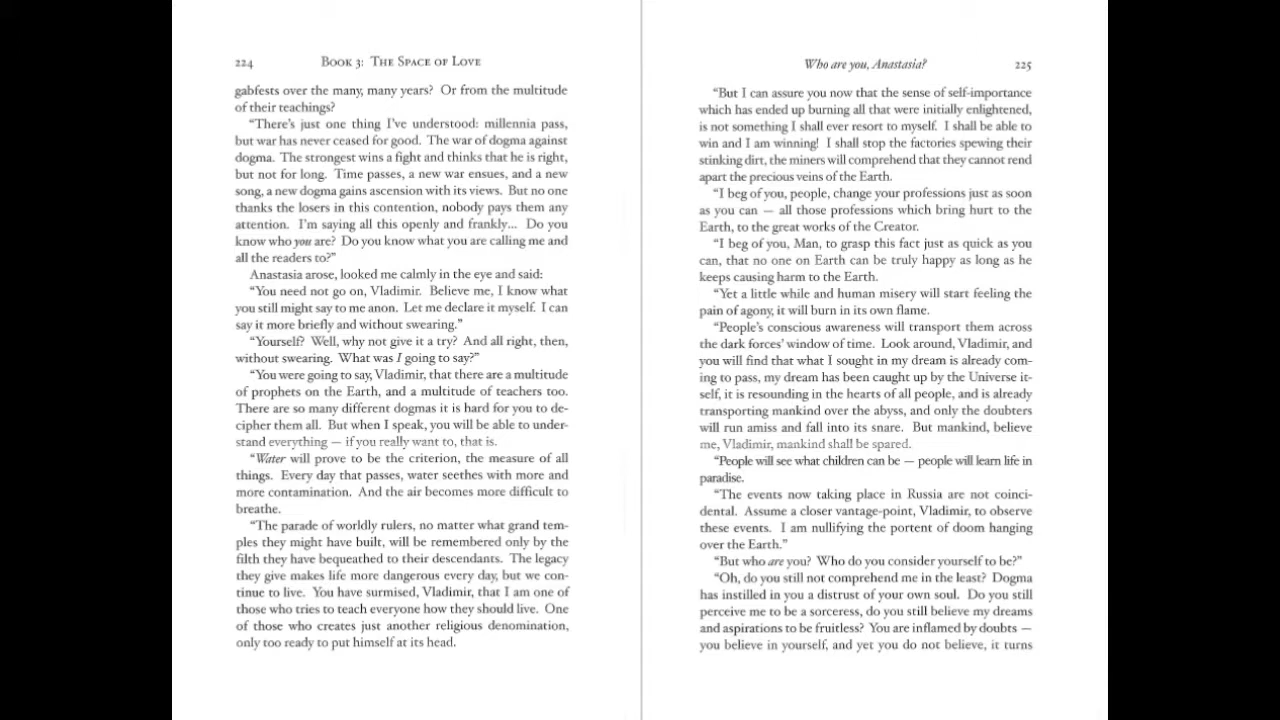 224 Book 3: The Space of Love
gabfests over the many, many years? Or from the multitude
of their teachings?
“There's just one thing I've understood: millennia pass,
but war has never ceased for good. The war of dogma against
dogma. The strongest wins a fight and thinks that he is right,
but not for long. Time passes, a new war ensues, and a new
song, a new dogma gains ascension with its views. But no one
thanks the losers in this contention, nobody pays them any
attention. I'm saying all this openly and frankly... Do you
know who you are? Do you know what you are calling me and
all the readers to?”
Anastasia arose, looked me calmly in the eye and said:
“You need not go on, Vladimir. Believe me, I know what
you still might say to me anon. Let me declare it myself. I can
say it more briefly and without swearing.”
“Yourself? Well, why not give it a try? And all right, then,
without swearing. What was I going to say?”
“You were going to say, Vladimir, that there are a multitude
of prophets on the Earth, and a multitude of teachers too.
There are so many different dogmas it is hard for you to de-
cipher them all. But when I speak, you will be able to under-
stand everything — if you really want to, that is.
“Water will prove to be the criterion, the measure of all
things. Every day that passes, water seethes with more and
more contamination. And the air becomes more difficult to
breathe.
“The parade of worldly rulers, no matter what grand tem-
ples they might have built, will be remembered only by the
filth they have bequeathed to their descendants. The legacy
they give makes life more dangerous every day, but we con-
tinue to live. You have surmised, Vladimir, that I am one of
those who tries to teach everyone how they should live. One
of those who creates just another religious denomination,
only too ready to put himself at its head.
Who are you, Anastasia? 225
“But I can assure you now that the sense of self-importance
which has ended up burning all that were initially enlightened,
is not something I shall ever resort to myself. I shall be able to
win and I am winning! I shall stop the factories spewing their
stinking dirt, the miners will comprehend that they cannot rend
apart the precious veins of the Earth.
“I beg of you, people, change your professions just as soon
as you can — all those professions which bring hurt to the
Earth, to the great works of the Creator.
“I beg of you, Man, to grasp this fact just as quick as you
can, that no one on Earth can be truly happy as long as he
keeps causing harm to the Earth.
“Yet a little while and human misery will start feeling the
pain of agony, it will burn in its own flame.
“People's conscious awareness will transport them across
the dark forces' window of time. Look around, Vladimir, and
you will find that what I sought in my dream is already com-
ing to pass, my dream has been caught up by the Universe it-
self, it is resounding in the hearts of all people, and is already
transporting mankind over the abyss, and only the doubters
will run amiss and fall into its snare. But mankind, believe
me, Vladimir, mankind shall be spared.
“People will see what children can be — people will learn life in
paradise.
“The events now taking place in Russia are not coinci-
dental. Assume a closer vantage-point, Vladimir, to observe
these events. I am nullifying the portent of doom hanging
over the Earth.”
“But who are you? Who do you consider yourself to be?”
“Oh, do you still not comprehend me in the least? Dogma
has instilled in you a distrust of your own soul. Do you still
perceive me to be a sorceress, do you still believe my dreams
and aspirations to be fruitless? You are inflamed by doubts —
you believe in yourself, and yet you do not believe, it turns